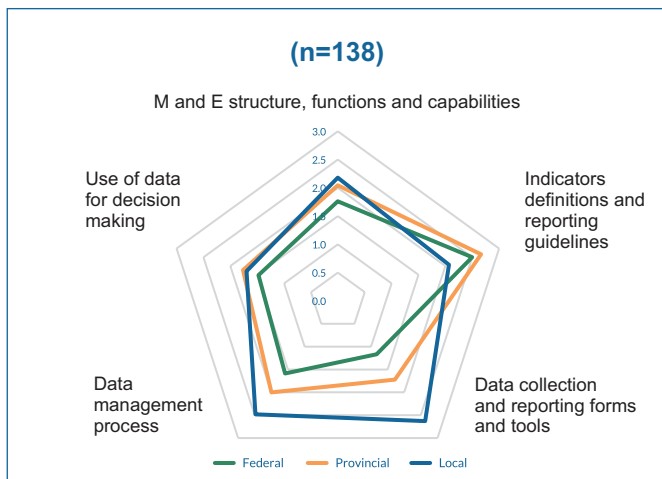 (n=138)
M and E structure, functions and capabilities
3.0
2.5
2.0
1.5
1.0
0.5
0.0
Use of data
for decision
making
Indicators
definitions and
reporting
guidelines
Data
management
process
Data collection
and reporting forms
and tools
Federal
Provincial
Local